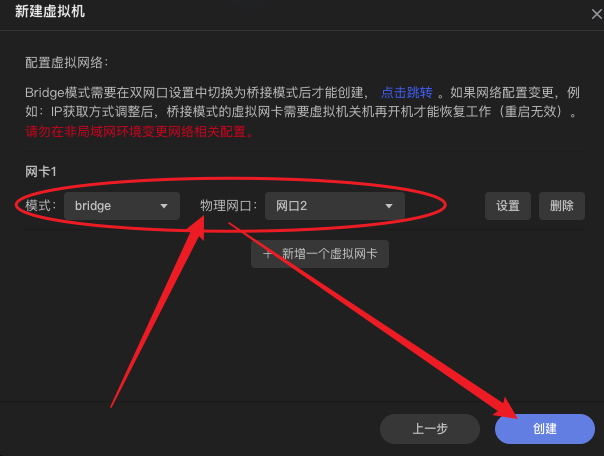 新建虚拟机
配置虚拟网络：
Bridge模式需要在双网口设置中切换为桥接模式后才能创建， 点击跳转 。如果网络配置变更，例
如：IP获取方式调整后，桥接模式的虚拟网卡需要虚拟机关机再开机才能恢复工作（重启无效）。
请勿在非局域网环境变更网络相关配置。
网卡1
模式： bridge 物理网口： 网口2 设置 删除
+ 新增一个虚拟网卡
上一步 创建